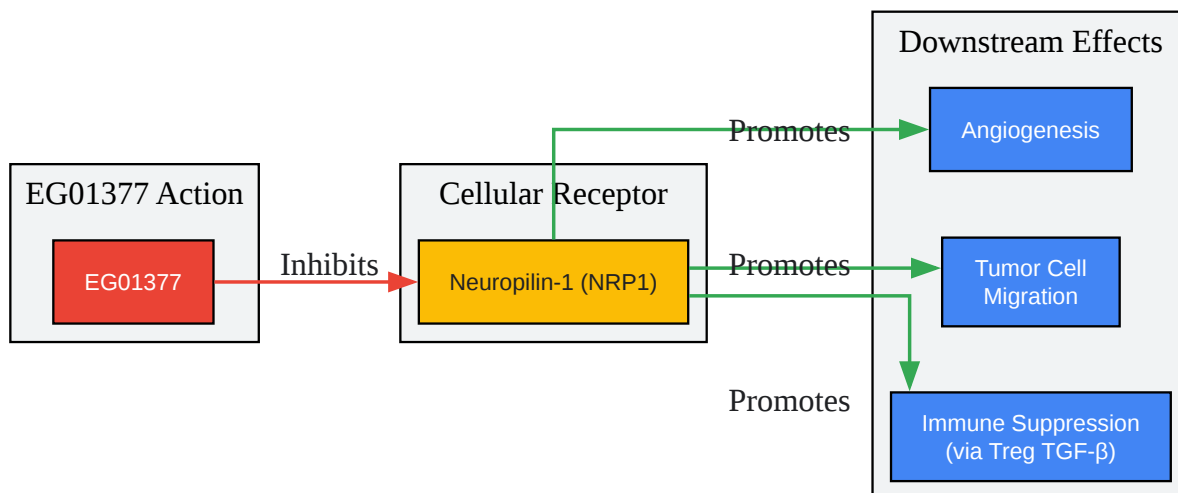 Downstream Effects
Promotes
Angiogenesis
EG01377 Action
Cellular Receptor
EG01377
Inhibits
Neuropilin-1 (NRP1)
Promotes
Tumor Cell
Migration
Promotes
Immune Suppression
(via Treg TGF-β)